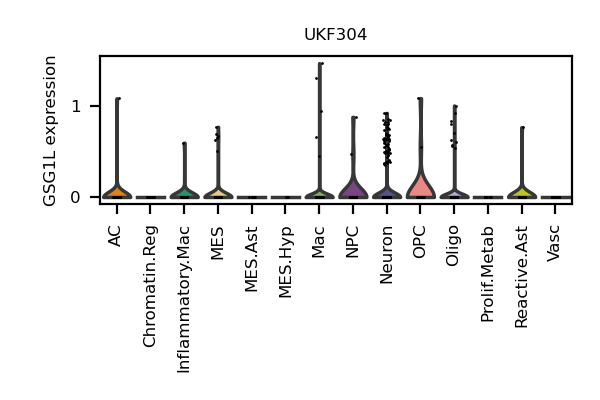 UKF304
GSG1L expression
1
0
AC
Chromatin.Reg
Inflammatory.Mac
MES
MES.Ast
MES.Hyp
Mac
NPC
Neuron
OPC
Oligo
Prolif.Metab
Reactive.Ast
Vasc